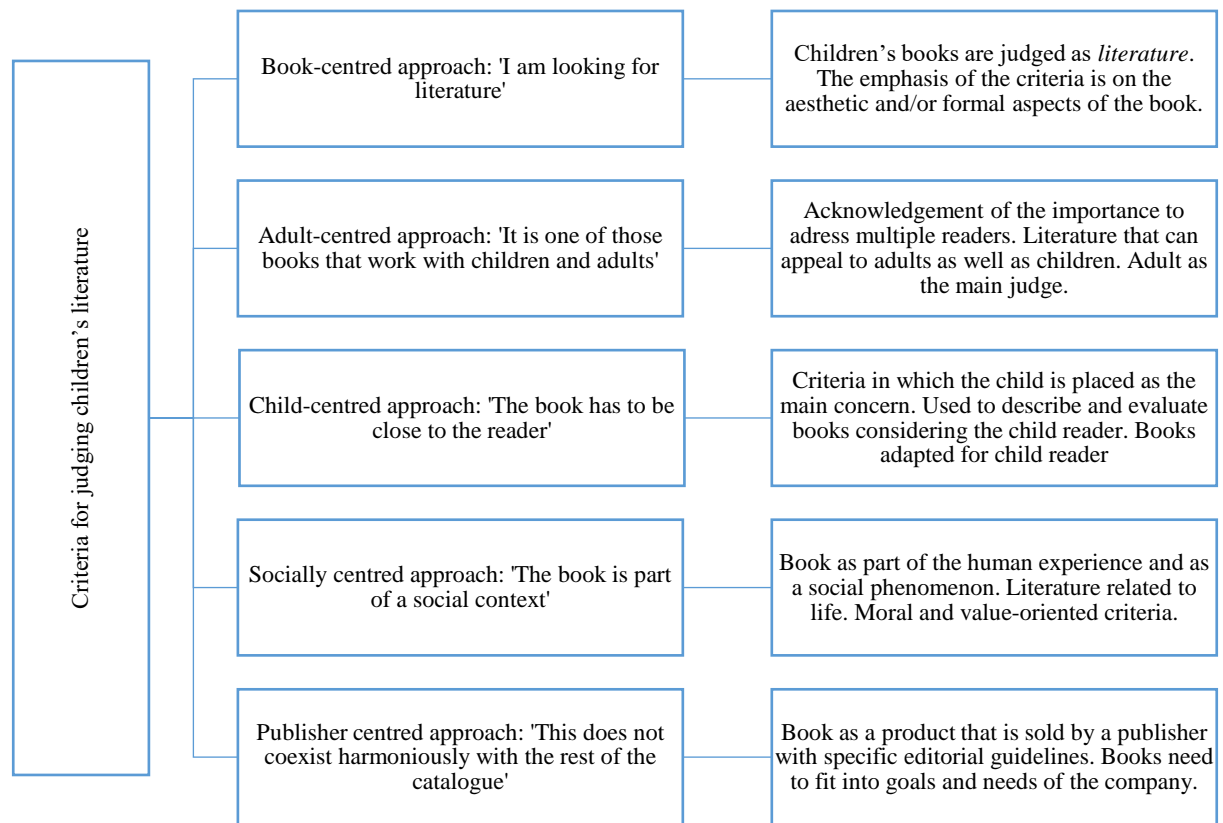 Criteria for judging children’s literature
Book-centred approach: 'I am looking for
literature'
Children’s books are judged as literature.
The emphasis of the criteria is on the
aesthetic and/or formal aspects of the book.
Adult-centred approach: 'It is one of those
books that work with children and adults'
Acknowledgement of the importance to
adress multiple readers. Literature that can
appeal to adults as well as children. Adult as
the main judge.
Child-centred approach: 'The book has to be
close to the reader'
Criteria in which the child is placed as the
main concern. Used to describe and evaluate
books considering the child reader. Books
adapted for child reader
Socially centred approach: 'The book is part
of a social context'
Book as part of the human experience and as
a social phenomenon. Literature related to
life. Moral and value-oriented criteria.
Publisher centred approach: 'This does not
coexist harmoniously with the rest of the
catalogue'
Book as a product that is sold by a publisher
with specific editorial guidelines. Books need
to fit into goals and needs of the company.